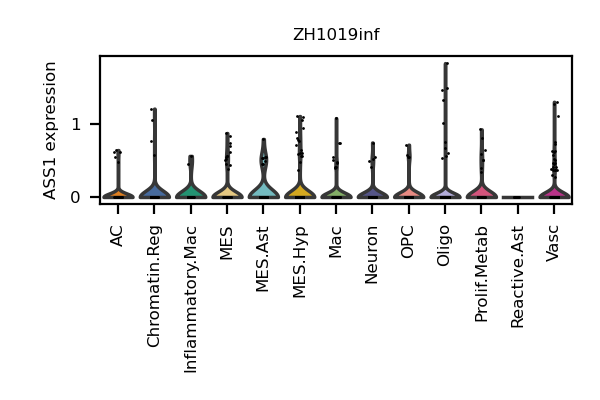 ZH1019inf
ASS1 expression
1
0
AC
Chromatin.Reg
Inflammatory.Mac
MES
MES.Ast
MES.Hyp
Mac
Neuron
OPC
Oligo
Prolif.Metab
Reactive.Ast
Vasc